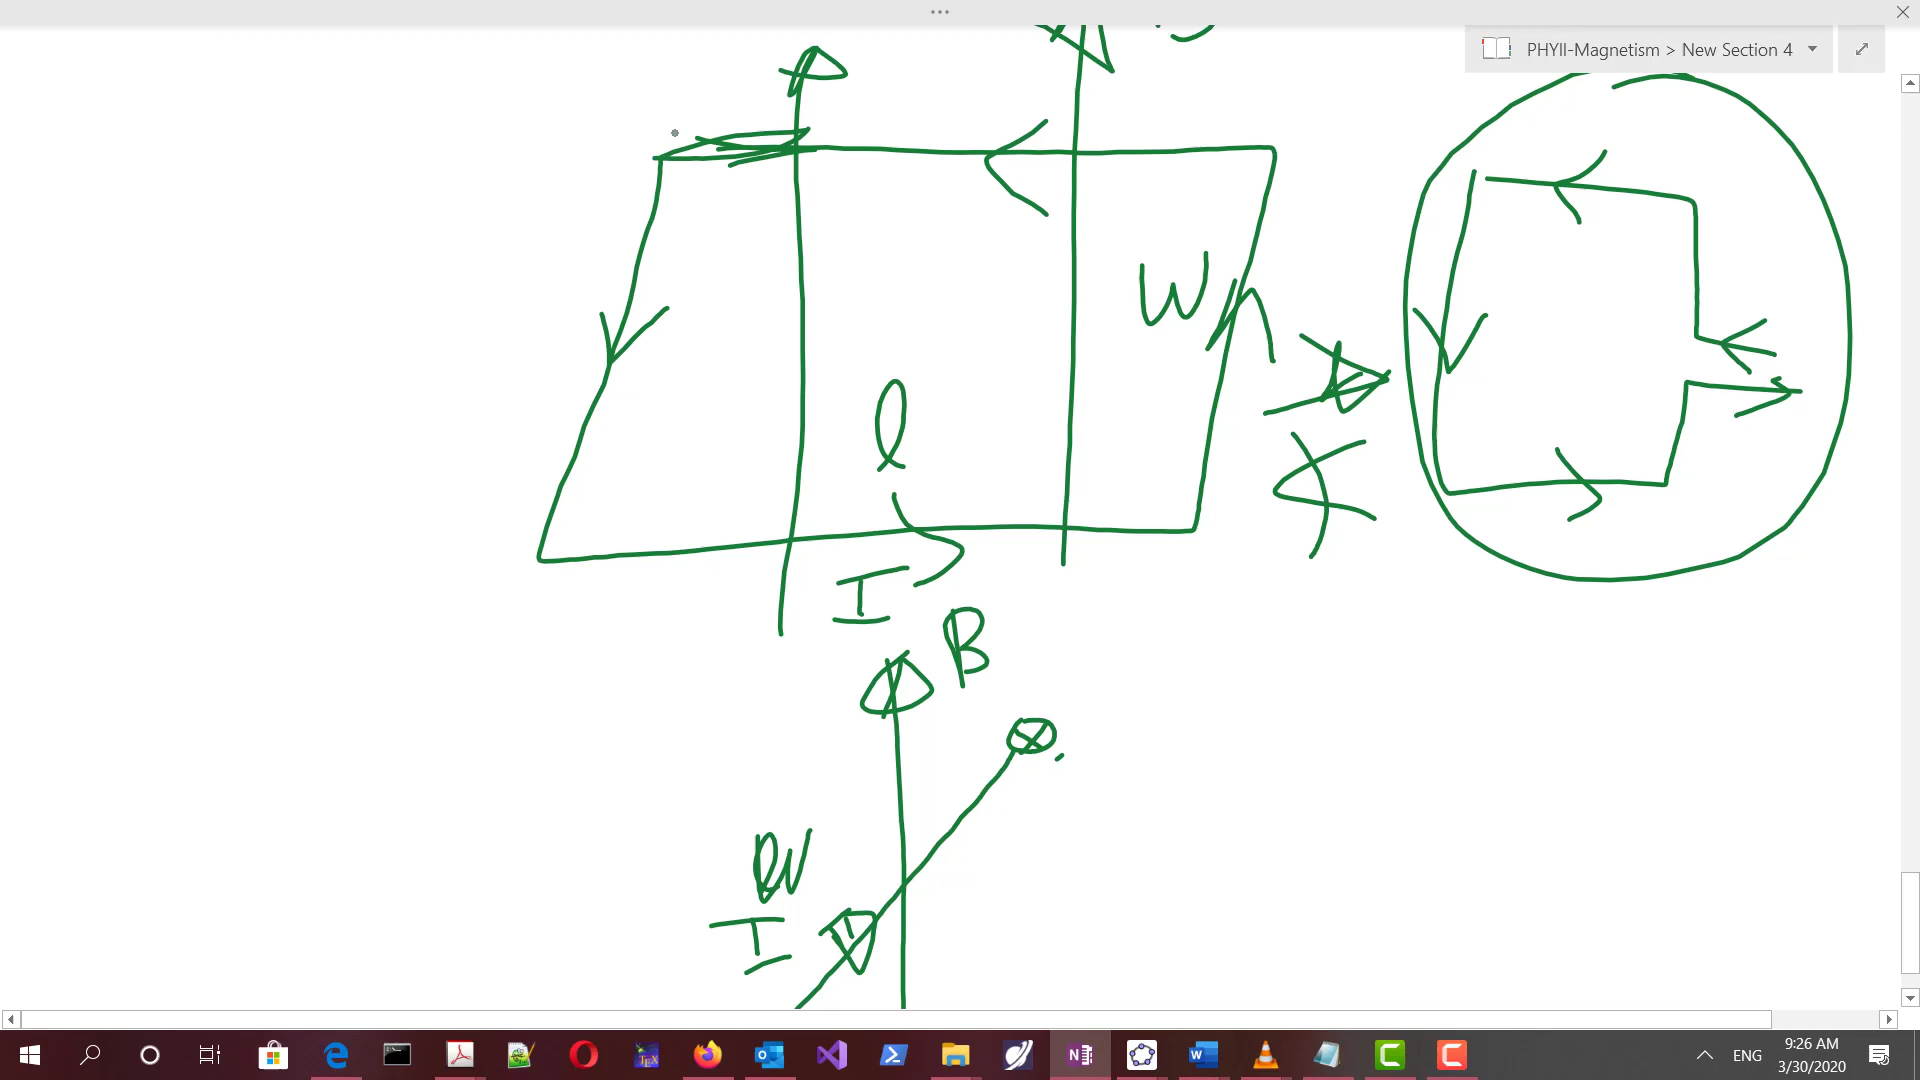 PHYII-Magnetism > New Section 4
W
l
I
B
I
ENG
9:26 AM
3/30/2020